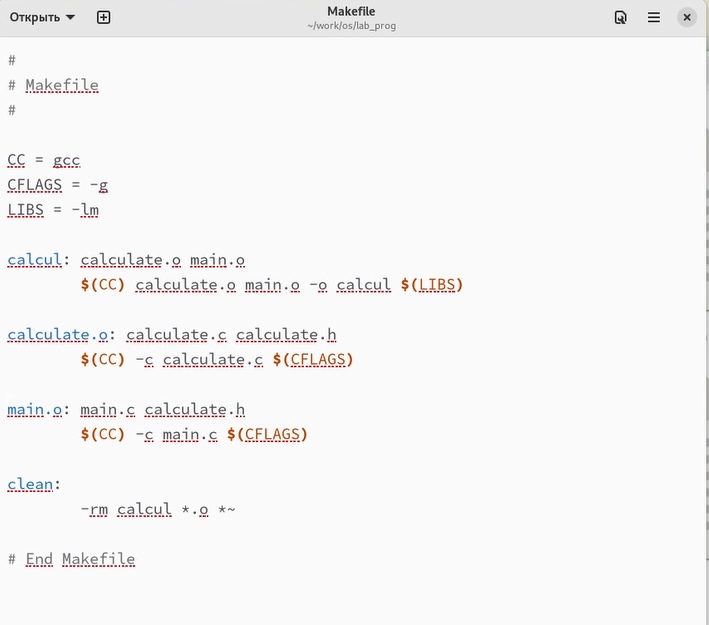 Открыть
Makefile
~/work/os/lab_prog
#
# Makefile
#
CC = gcc
CFLAGS = -g
LIBS = -lm
calcul: calculate.o main.o
$(CC) calculate.o main.o -o calcul $(LIBS)
calculate.o: calculate.c calculate.h
$(CC) -c calculate.c $(CFLAGS)
main.o: main.c calculate.h
$(CC) -c main.c $(CFLAGS)
clean:
-rm calcul *.o *~
# End Makefile